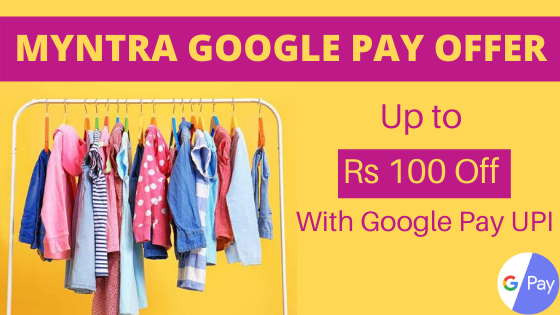 MYNTRA GOOGLE PAY OFFER
Up to
Rs 100 Off
With Google Pay UPI
G Pay